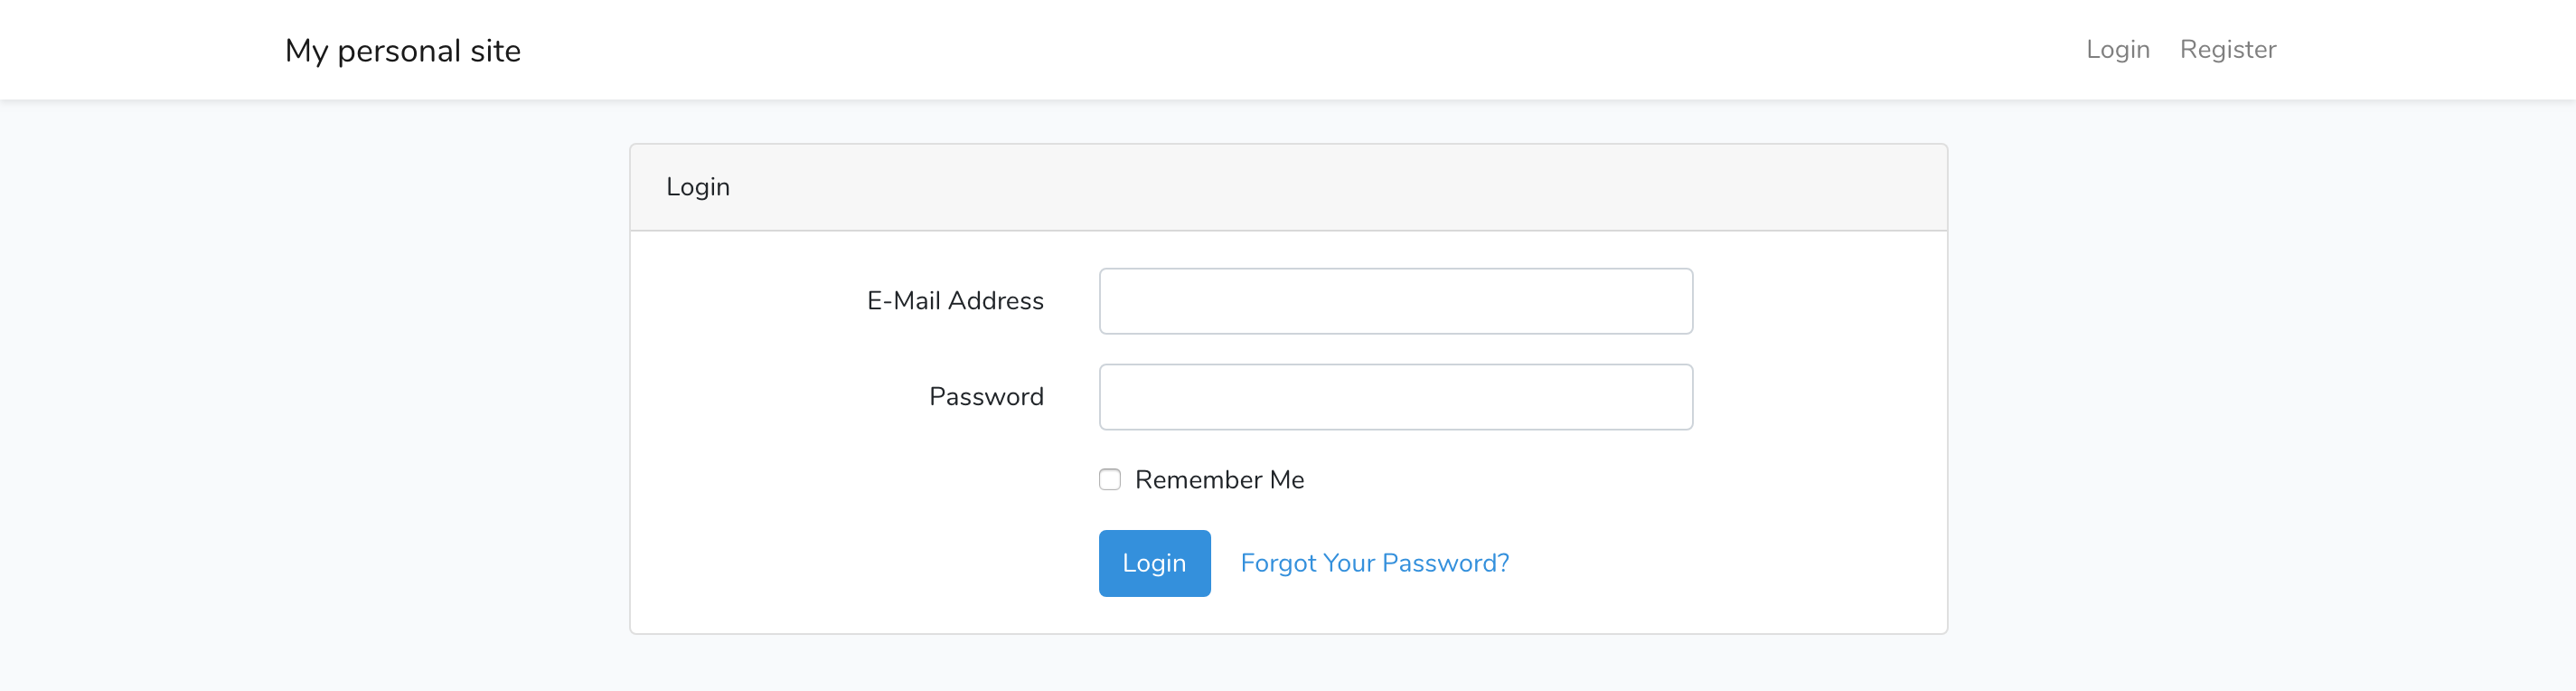 My personal site
Login Register
Login
E-Mail Address
Password
Remember Me
Login Forgot Your Password?